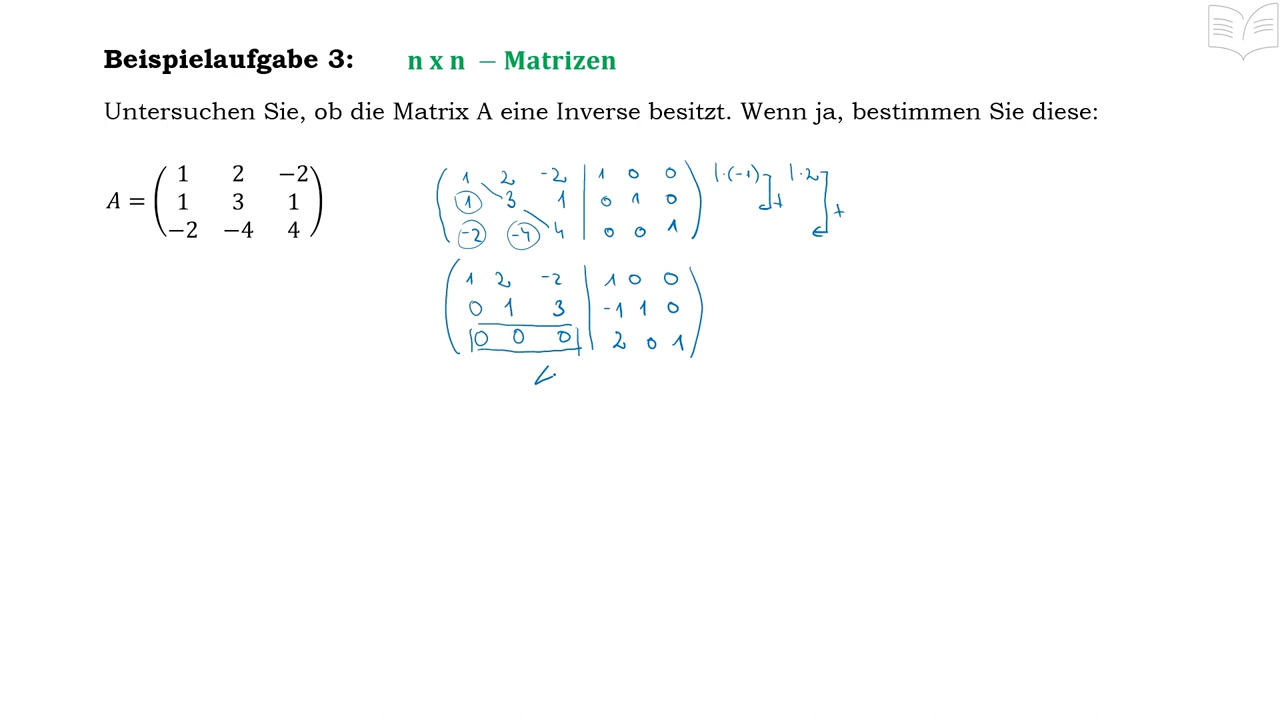 Beispielaufgabe 3: n x n – Matrizen
Untersuchen Sie, ob die Matrix A eine Inverse besitzt. Wenn ja, bestimmen Sie diese:
1 2 −2
A = 1 3 1
−2 −4 4
1 2 -2 | 1 0 0 |·(-1) |·2
1 3 1 | 0 1 0 +
-2 -4 4 | 0 0 1 +
1 2 -2 | 1 0 0
0 1 3 | -1 1 0
0 0 0 | 2 0 1